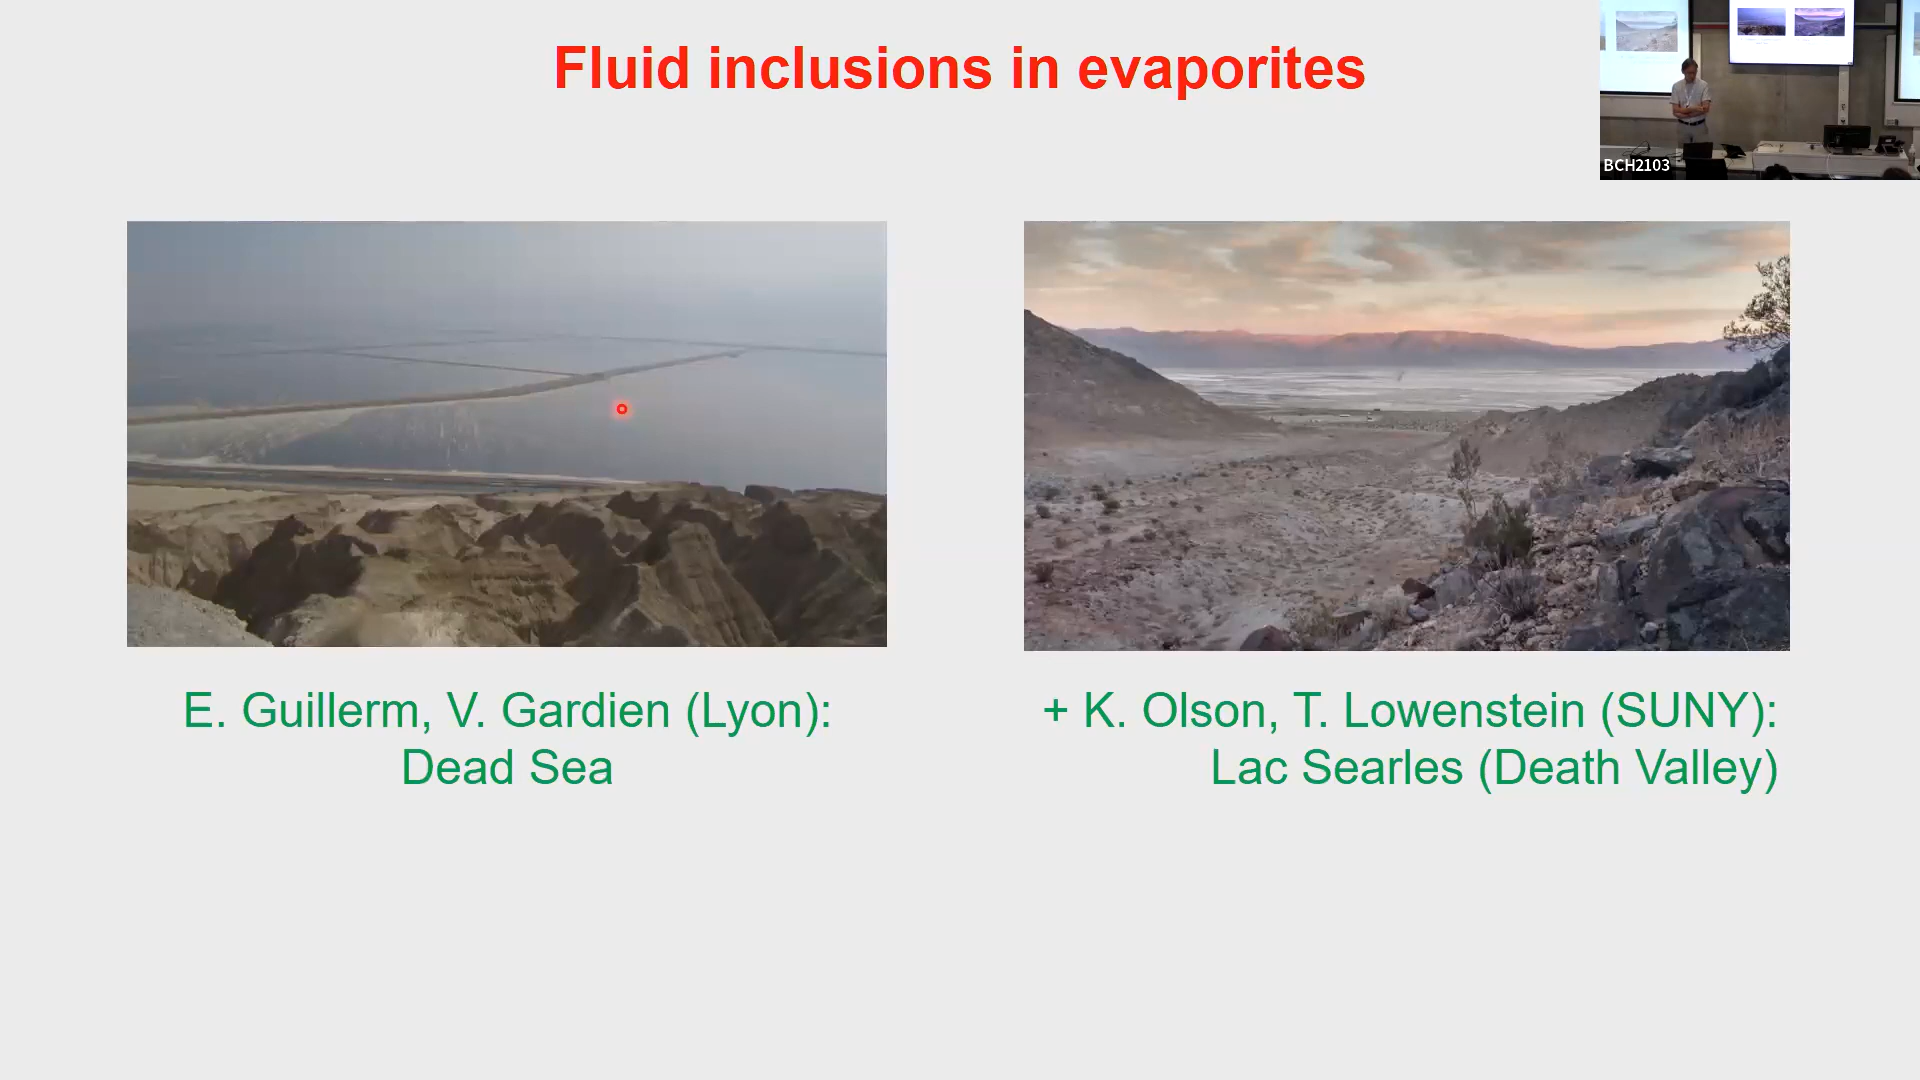 Fluid inclusions in evaporites
BCH2103
E. Guillerm, V. Gardien (Lyon):
Dead Sea
+ K. Olson, T. Lowenstein (SUNY):
Lac Searles (Death Valley)